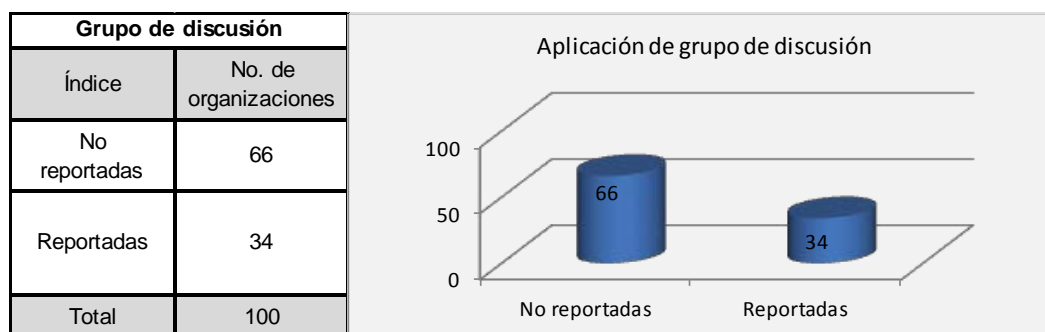 Grupo de discusión
Índice
No. de
organizaciones
No
reportadas
66
Reportadas
34
Total
100
Aplicación de grupo de discusión
100
50
0
66
34
No reportadas
Reportadas